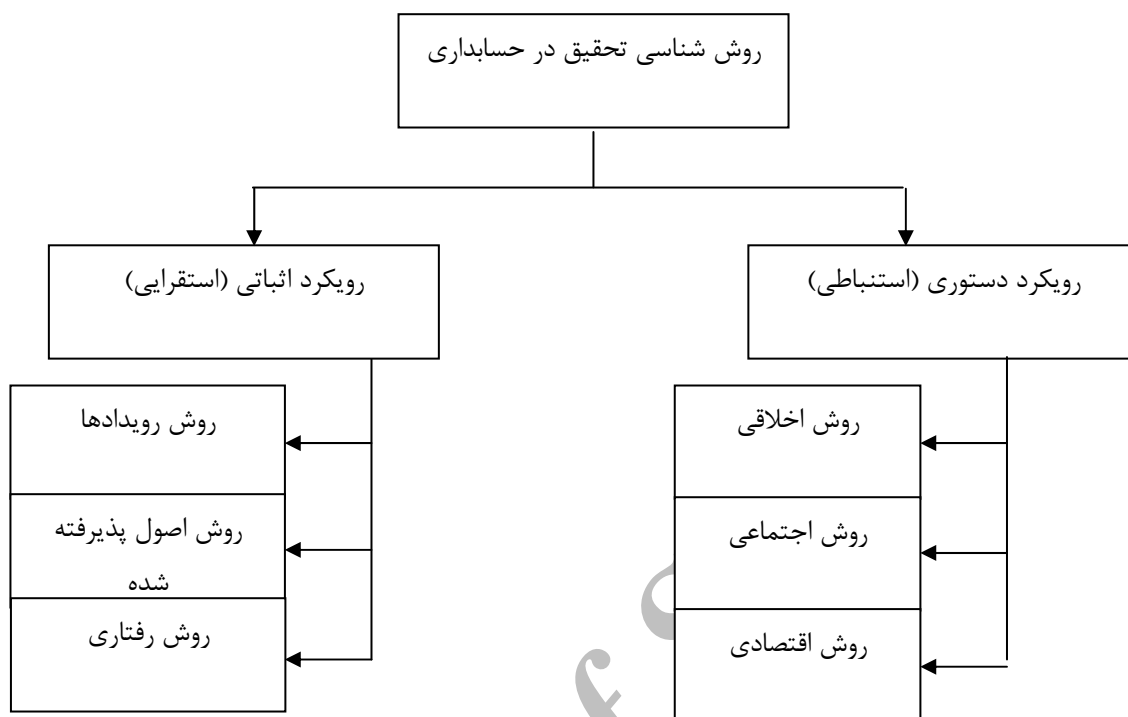 روش شناسی تحقیق در حسابداری
رویکرد دستوری (استنباطی)
رویکرد اثباتی (استقرایی)
روش اخلاقی
روش اجتماعی
روش اقتصادی
روش رویدادها
روش اصول پذیرفته
شده
روش رفتاری